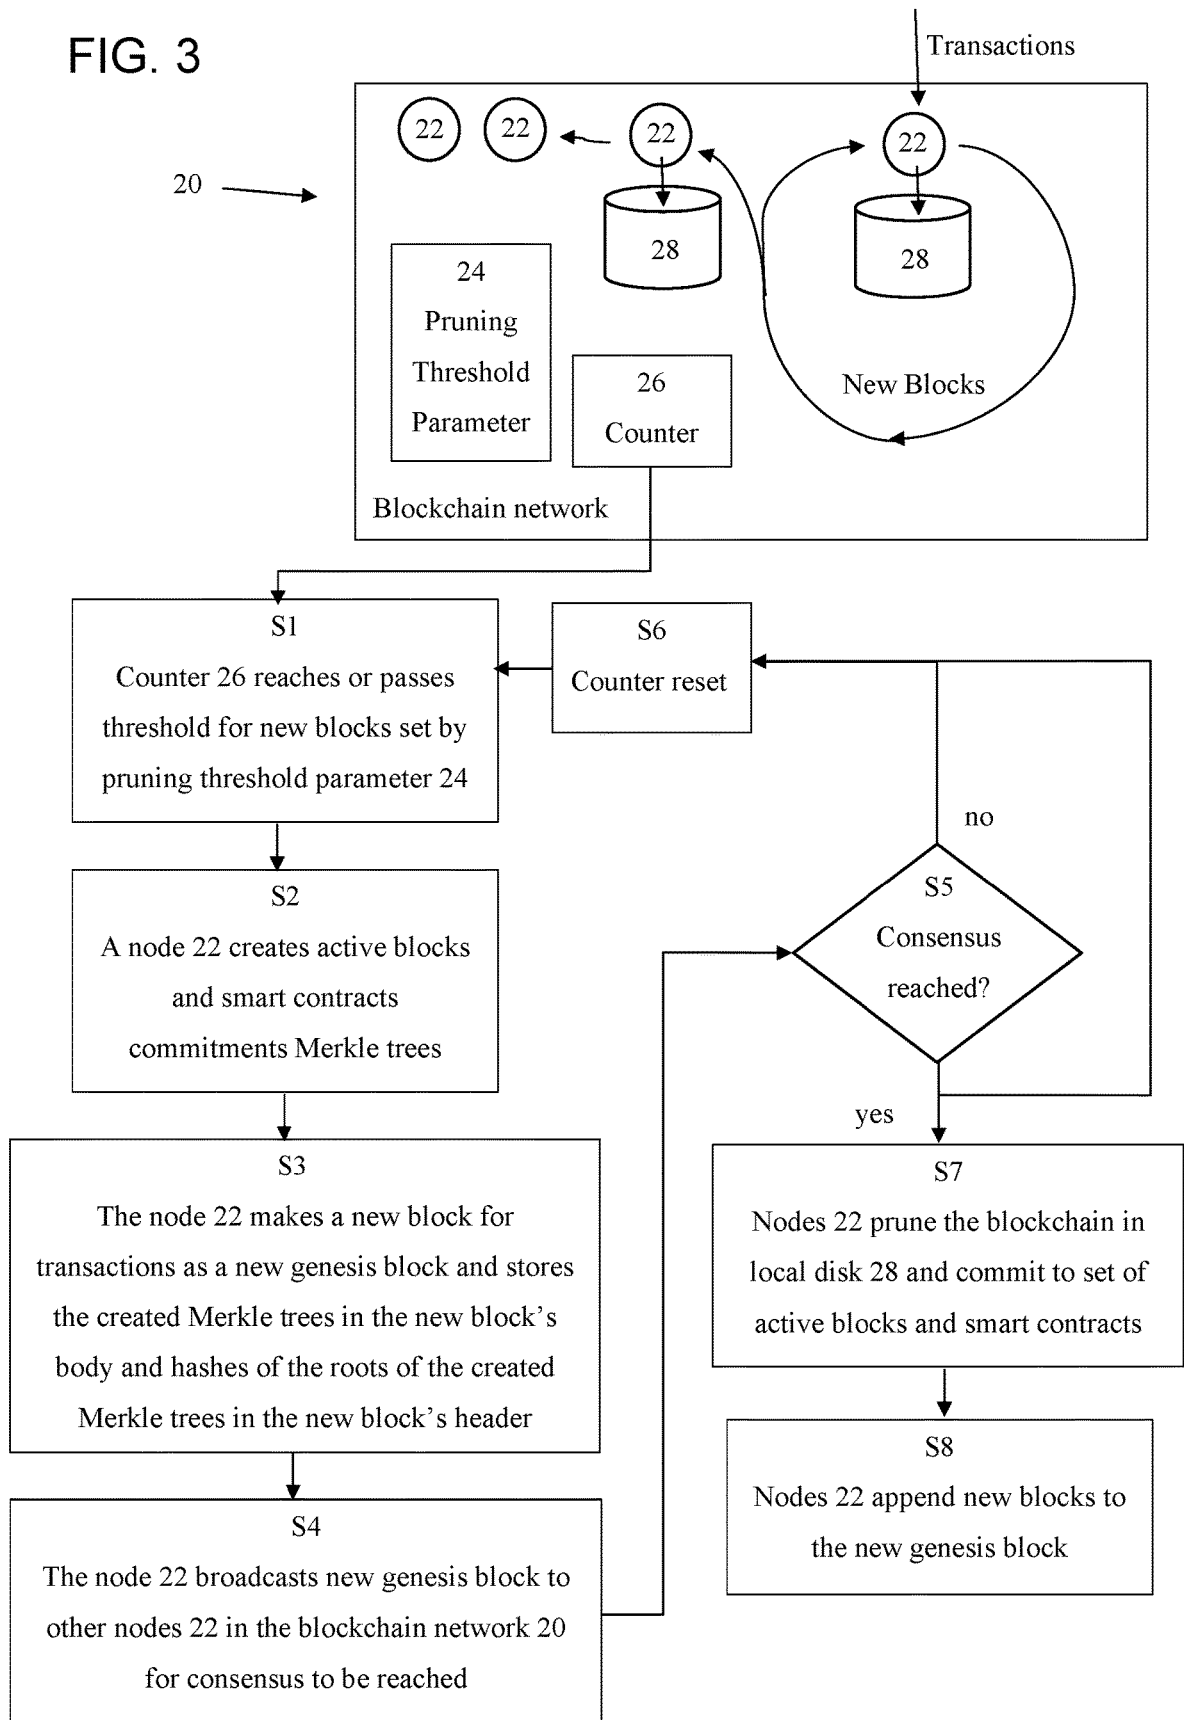 FIG. 3
Transactions
22
22
22
22
20
28
28
24
Pruning
Threshold
Parameter
26
Counter
New Blocks
Blockchain network
S1
Counter 26 reaches or passes
threshold for new blocks set by
pruning threshold parameter 24
S6
Counter reset
no
S2
A node 22 creates active blocks
and smart contracts
commitments Merkle trees
S5
Consensus
reached?
yes
S3
The node 22 makes a new block for
transactions as a new genesis block and stores
the created Merkle trees in the new block’s
body and hashes of the roots of the created
Merkle trees in the new block’s header
S7
Nodes 22 prune the blockchain in
local disk 28 and commit to set of
active blocks and smart contracts
S4
The node 22 broadcasts new genesis block to
other nodes 22 in the blockchain network 20
for consensus to be reached
S8
Nodes 22 append new blocks to
the new genesis block